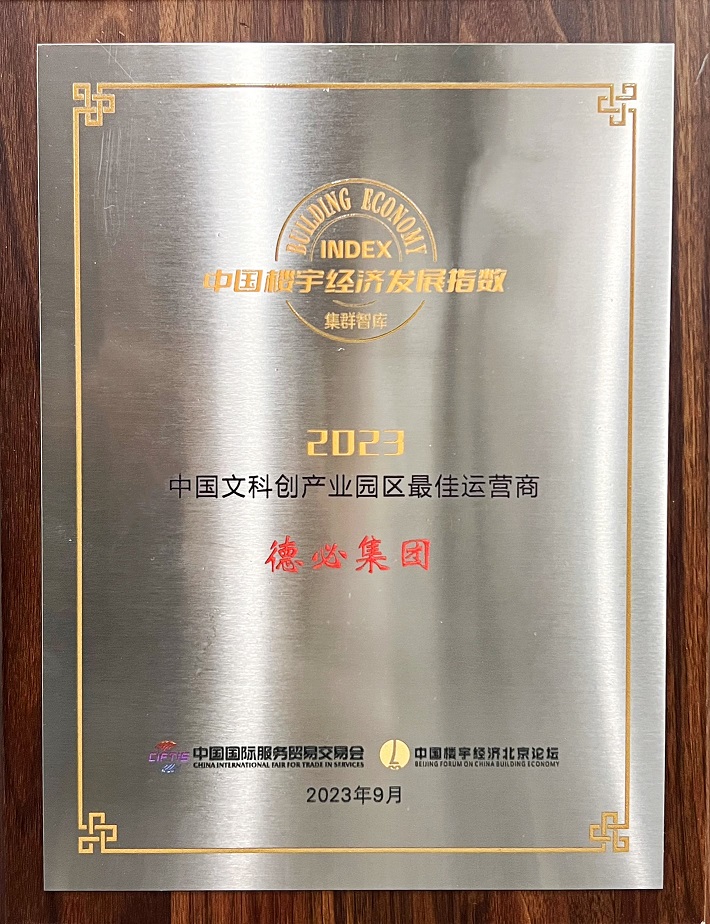 BUILDING ECONOMY
INDEX
中国楼宇经济发展指数
集群智库
2023
中国文科创产业园区最佳运营商
德必集团
CIFTIS 中国国际服务贸易交易会
CHINA INTERNATIONAL FAIR FOR TRADE IN SERVICES
中国楼宇经济北京论坛
BEIJING FORUM ON CHINA BUILDING ECONOMY
2023年9月